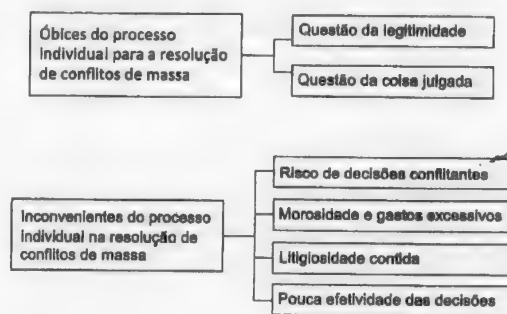 Óbices do processo
individual para a resolução
de conflitos de massa
Questão da legitimidade
Questão da coisa julgada
Inconvenientes do processo
individual na resolução de
conflitos de massa
Risco de decisões conflitantes
Morosidade e gastos excessivos
Litigiosidade contida
Pouca efetividade das decisões